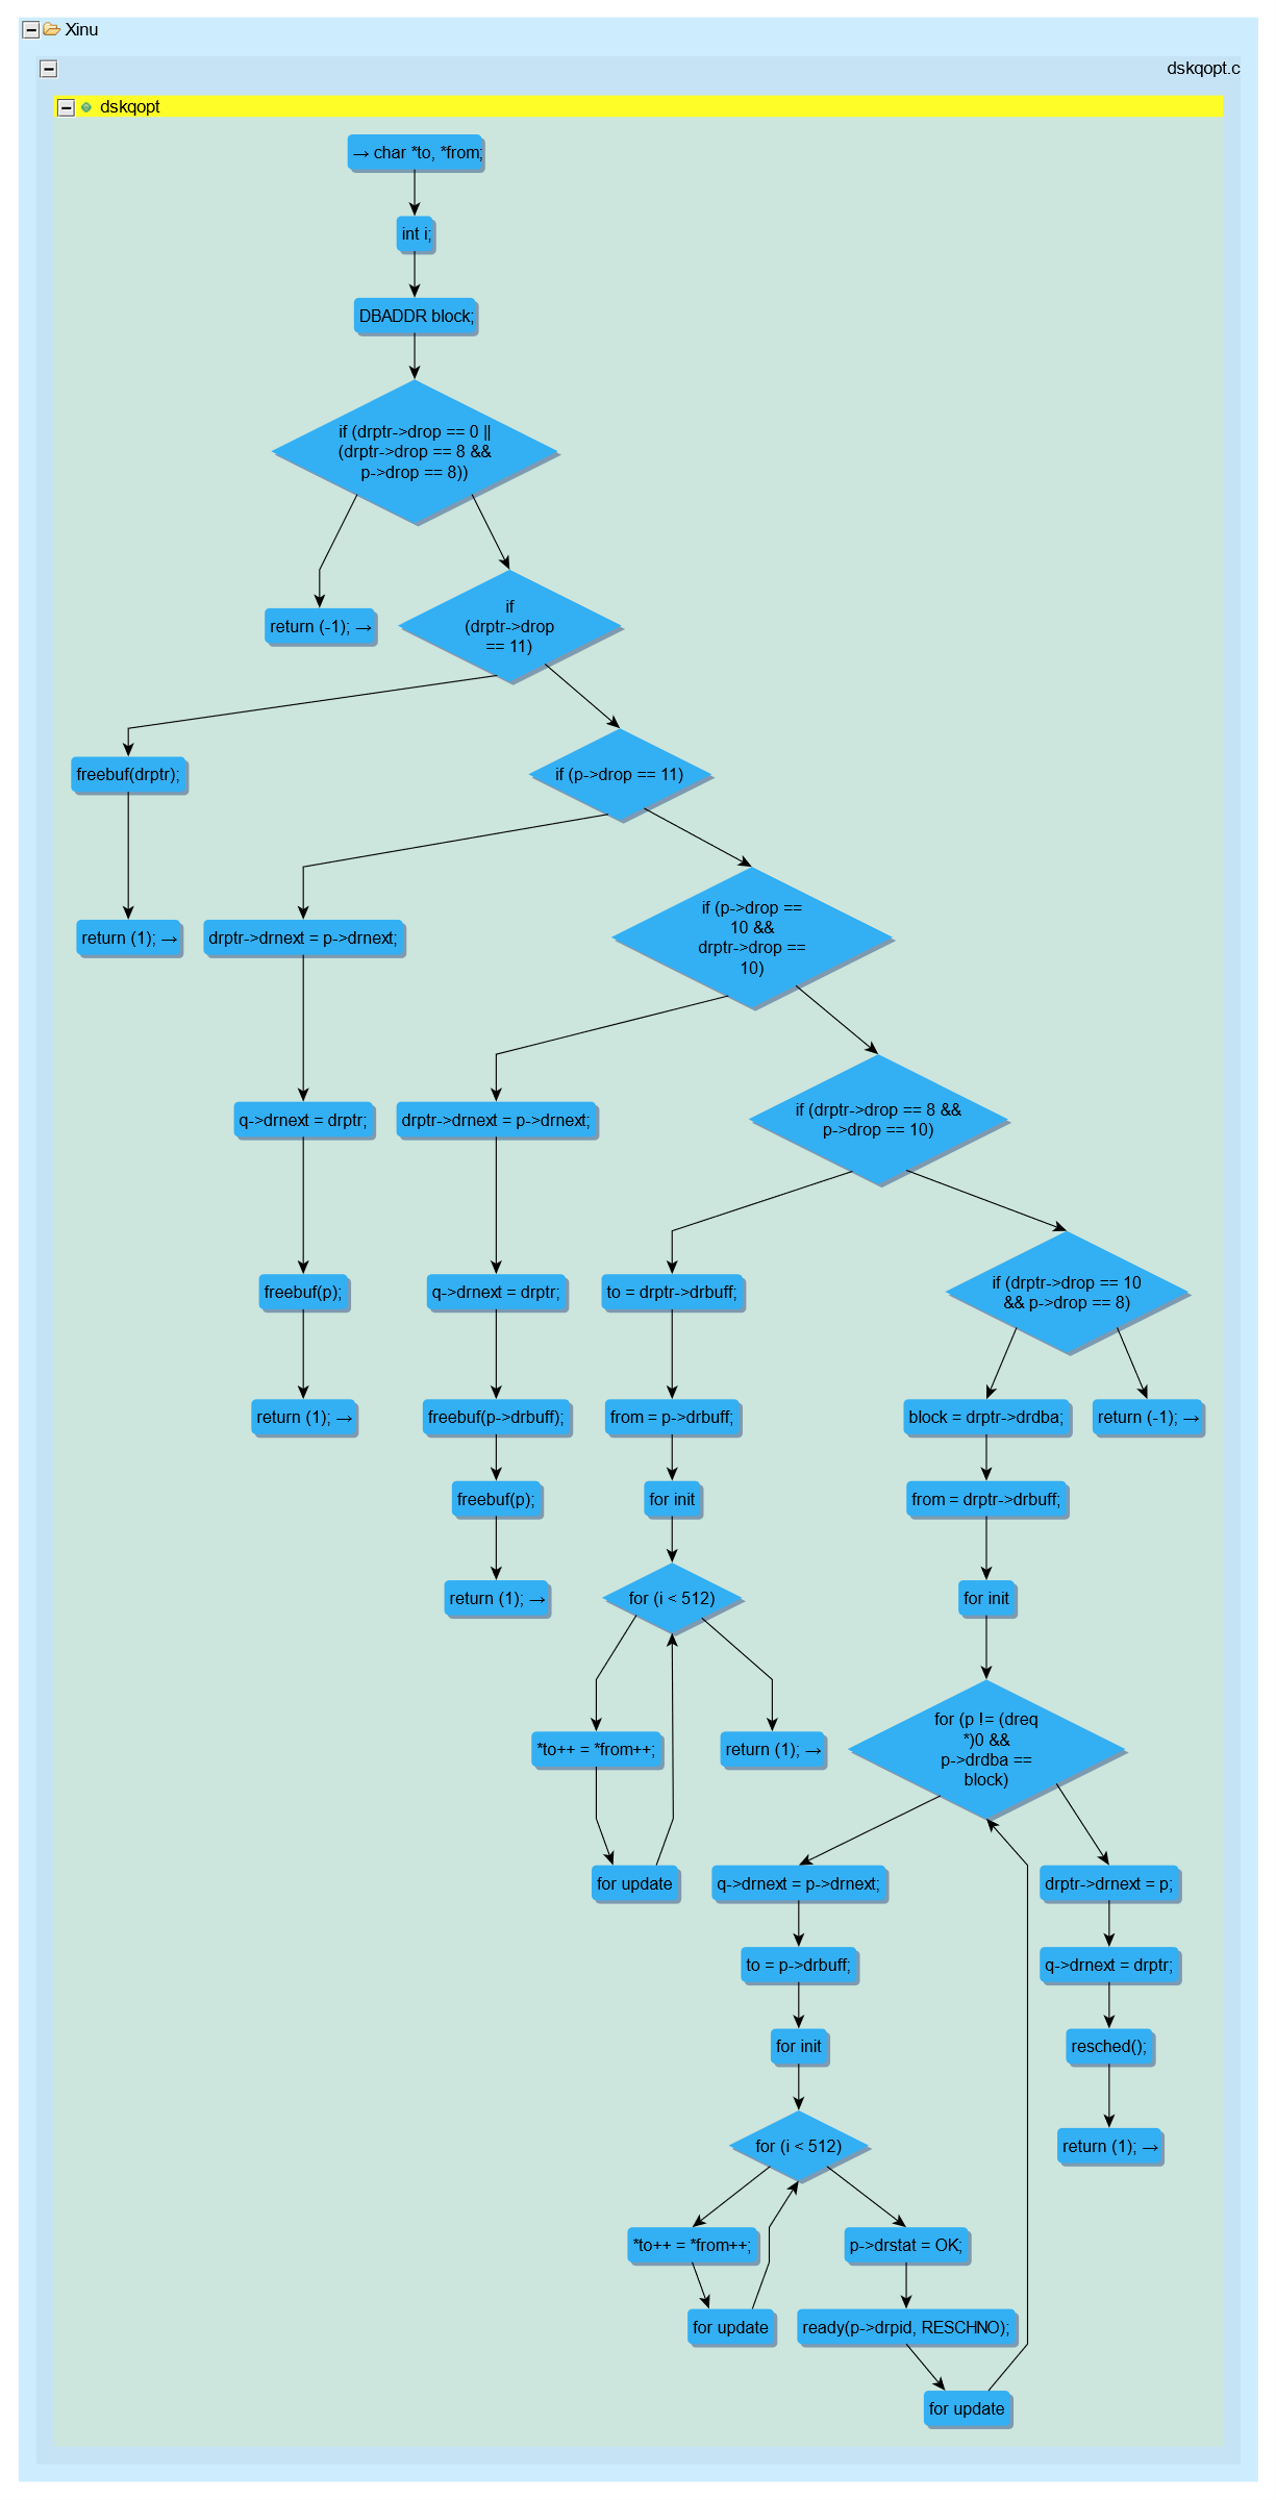 Xinu
dskqopt.c
dskqopt
→ char *to, *from;
int i;
DBADDR block;
if (drptr->drop == 0 ||
(drptr->drop == 8 &&
p->drop == 8))
return (-1); →
if
(drptr->drop
== 11)
freebuf(drptr);
if (p->drop == 11)
return (1); →
drptr->drnext = p->drnext;
if (p->drop ==
10 &&
drptr->drop ==
10)
q->drnext = drptr;
drptr->drnext = p->drnext;
if (drptr->drop == 8 &&
p->drop == 10)
freebuf(p);
q->drnext = drptr;
to = drptr->drbuff;
if (drptr->drop == 10
&& p->drop == 8)
return (1); →
freebuf(p->drbuff);
from = p->drbuff;
block = drptr->drdba;
return (-1); →
freebuf(p);
for init
from = drptr->drbuff;
return (1); →
for (i < 512)
for init
*to++ = *from++;
return (1); →
for (p != (dreq
*)0 &&
p->drdba ==
block)
for update
q->drnext = p->drnext;
drptr->drnext = p;
to = p->drbuff;
q->drnext = drptr;
for init
resched();
for (i < 512)
return (1); →
*to++ = *from++;
p->drstat = OK;
for update
ready(p->drpid, RESCHNO);
for update